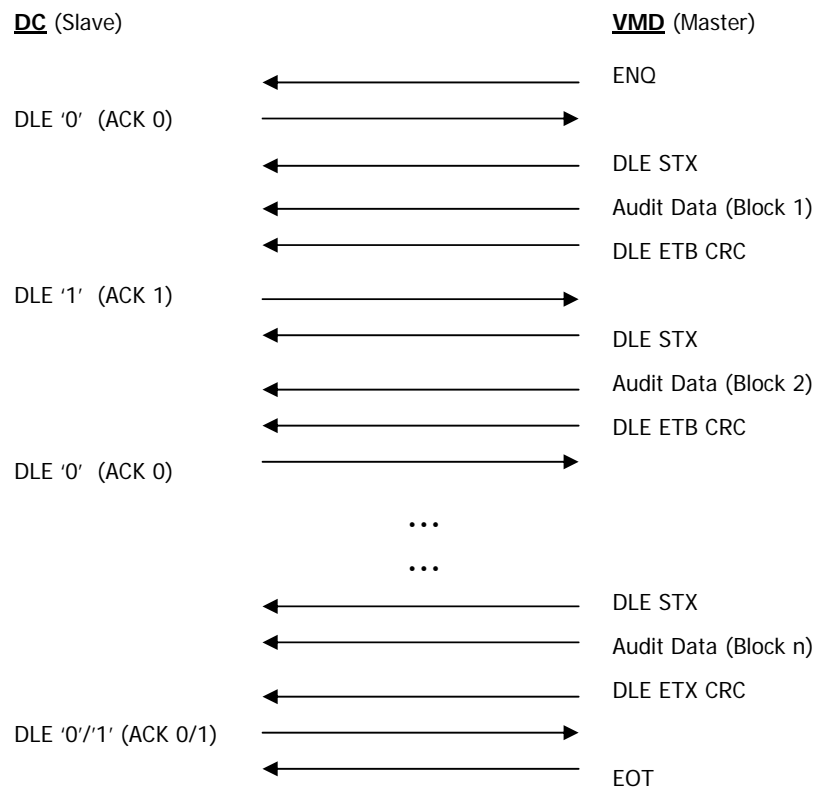 DC (Slave) VMD (Master)
ENQ
DLE ‘0’ (ACK 0)
DLE STX
Audit Data (Block 1)
DLE ETB CRC
DLE ‘1’ (ACK 1)
DLE STX
Audit Data (Block 2)
DLE ETB CRC
DLE ‘0’ (ACK 0)
...
...
DLE STX
Audit Data (Block n)
DLE ETX CRC
DLE ‘0’/’1’ (ACK 0/1)
EOT